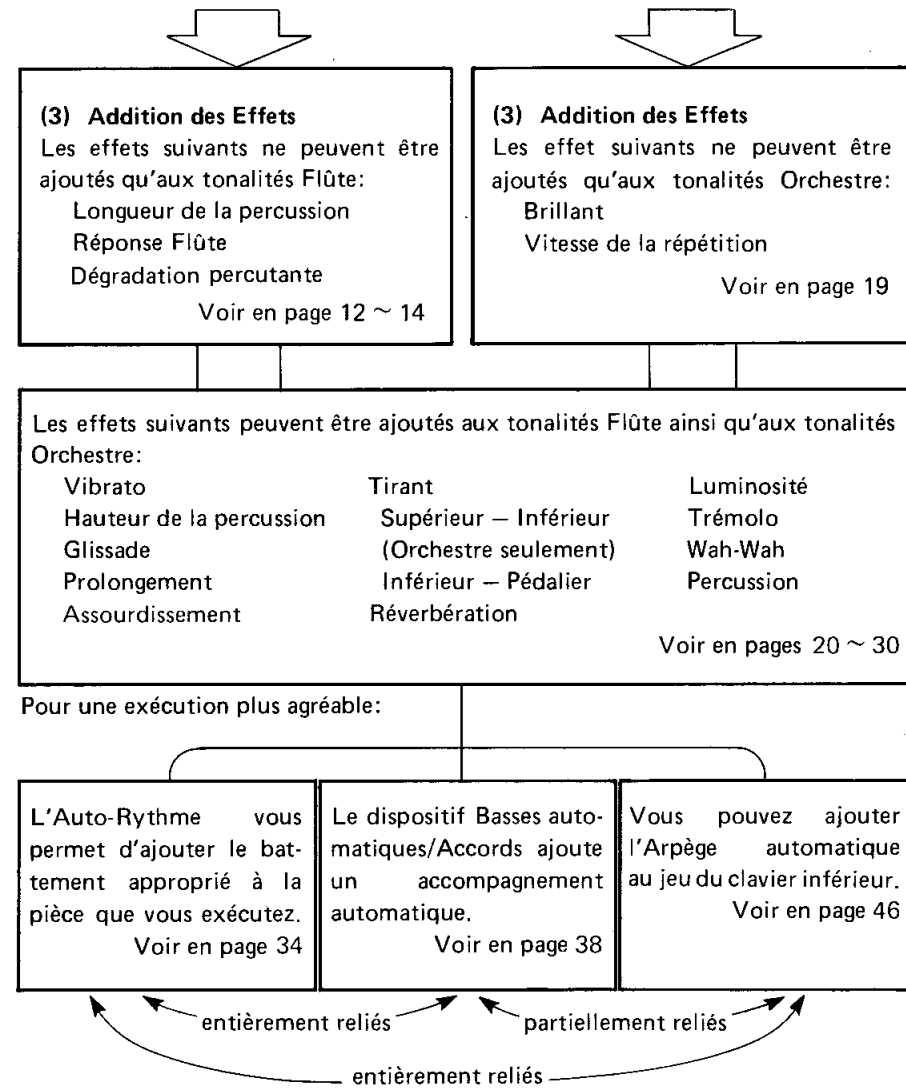 (3) Addition des Effets
Les effets suivants ne peuvent être
ajoutés qu'aux tonalités Flûte:
Longueur de la percussion
Réponse Flûte
Dégradation percutante
Voir en page 12 ~ 14
(3) Addition des Effets
Les effet suivants ne peuvent être
ajoutés qu'aux tonalités Orchestre:
Brillant
Vitesse de la répétition
Voir en page 19
Les effets suivants peuvent être ajoutés aux tonalités Flûte ainsi qu'aux tonalités
Orchestre:
Vibrato
Hauteur de la percussion
Glissade
Prolongement
Assourdissement
Tirant
Supérieur — Inférieur
(Orchestre seulement)
Inférieur — Pédalier
Réverbération
Luminosité
Trémolo
Wah-Wah
Percussion
Voir en pages 20 ~ 30
Pour une exécution plus agréable:
L'Auto-Rythme vous
permet d'ajouter le bat-
tement approprié à la
pièce que vous exécutez.
Voir en page 34
Le dispositif Basses auto-
matiques/Accords ajoute
un accompagnement
automatique.
Voir en page 38
Vous pouvez ajouter
l'Arpège automatique
au jeu du clavier inférieur.
Voir en page 46
entièrement reliés
partiellement reliés
entièrement reliés